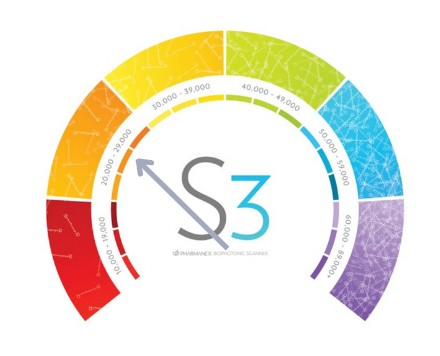 10,000 - 19,000
20,000 - 29,000
30,000 - 39,000
40,000 - 49,000
50,000 - 59,000
60,000 - 89,000+
S3
PHARMANEX BIOPHOTONIC SCANNER